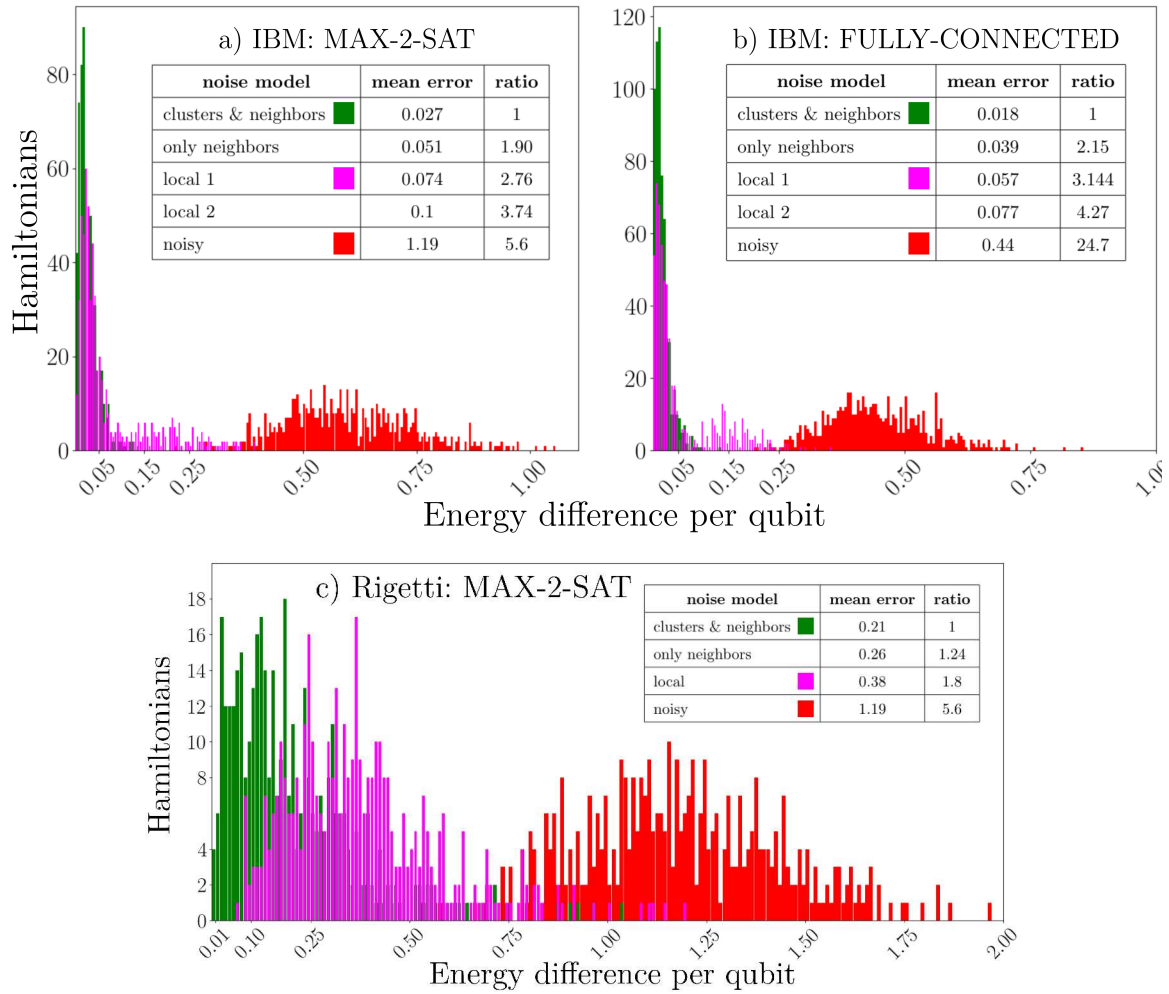 a) IBM: MAX-2-SAT
noise model mean error ratio
clusters & neighbors 0.027 1
only neighbors 0.051 1.90
local 1 0.074 2.76
local 2 0.1 3.74
noisy 1.19 5.6
80
60
40
20
0
Hamiltonians
0.05 0.15 0.25 0.50 0.75 1.00
b) IBM: FULLY-CONNECTED
noise model mean error ratio
clusters & neighbors 0.018 1
only neighbors 0.039 2.15
local 1 0.057 3.144
local 2 0.077 4.27
noisy 0.44 24.7
120
100
80
60
40
20
0
0.05 0.15 0.25 0.50 0.75 1.00
Energy difference per qubit
c) Rigetti: MAX-2-SAT
noise model mean error ratio
clusters & neighbors 0.21 1
only neighbors 0.26 1.24
local 0.38 1.8
noisy 1.19 5.6
18
16
14
12
10
8
4
2
0
Hamiltonians
0.01 0.10 0.25 0.50 0.75 1.00 1.25 1.50 1.75 2.00
Energy difference per qubit